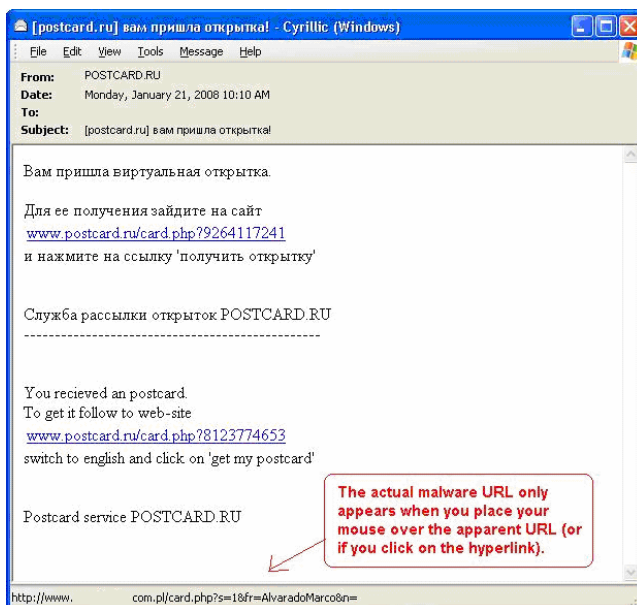 [postcard.ru] вам пришла открытка! - Cyrillic (Windows)
File Edit View Tools Message Help
From: POSTCARD.RU
Date: Monday, January 21, 2008 10:10 AM
To:
Subject: [postcard.ru] вам пришла открытка!
Вам пришла виртуальная открытка.
Для ее получения зайдите на сайт
www.postcard.ru/card.php?9264117241
и нажмите на ссылку 'получить открытку'
Служба рассылки открыток POSTCARD.RU
------------------------------------------------
You recieved an postcard.
To get it follow to web-site
www.postcard.ru/card.php?8123774653
switch to english and click on 'get my postcard'
Postcard service POSTCARD.RU
The actual malware URL only
appears when you place your
mouse over the apparent URL (or
if you click on the hyperlink).
http://www. com.pl/card.php?s=1&fr=AlvaradoMarco&n=